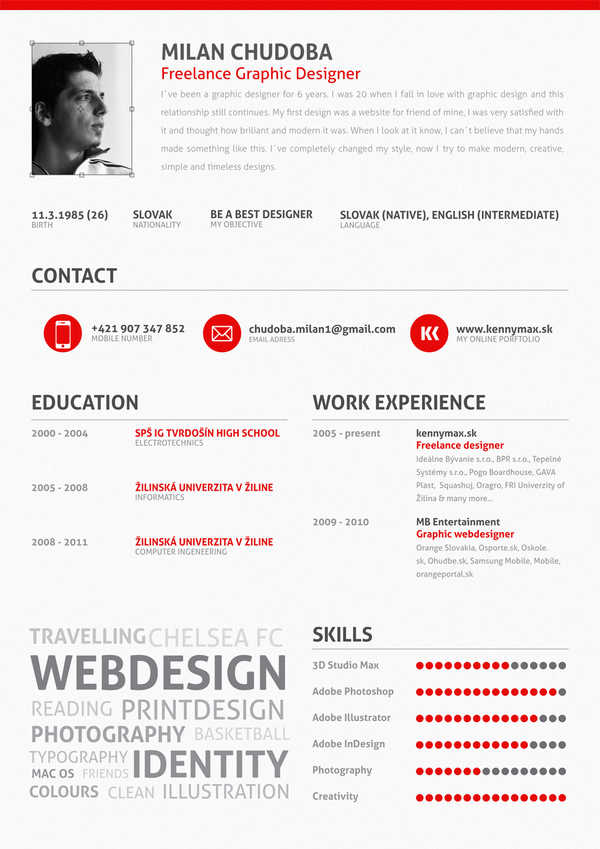 MILAN CHUDOBA
Freelance Graphic Designer
I´ve been a graphic designer for 6 years. I was 20 when I fall in love with graphic design and this
relationship still continues. My first design was a website for friend of mine, I was very satisfied with
it and thought how briliant and modern it was. When I look at it know, I can´t believe that my hands
made something like this. I´ve completely changed my style, now I try to make modern, creative,
simple and timeless designs.
11.3.1985 (26)
BIRTH
SLOVAK
NATIONALITY
BE A BEST DESIGNER
MY OBJECTIVE
SLOVAK (NATIVE), ENGLISH (INTERMEDIATE)
LANGUAGE
CONTACT
+421 907 347 852
MOBILE NUMBER
chudoba.milan1@gmail.com
EMAIL ADRESS
www.kennymax.sk
MY ONLINE PORFTOLIO
EDUCATION
2000 - 2004
SPŠ IG TVRDOŠÍN HIGH SCHOOL
ELECTROTECHNICS
2005 - 2008
ŽILINSKÁ UNIVERZITA V ŽILINE
INFORMATICS
2008 - 2011
ŽILINSKÁ UNIVERZITA V ŽILINE
COMPUTER INGENEERING
WORK EXPERIENCE
2005 - present
kennymax.sk
Freelance designer
Ideálne Bývanie s.r.o., BPR s.r.o., Tepelné
Systémy s.r.o., Pogo Boardhouse, GAVA
Plast, Squashuj, Oragro, FRI Univerzity of
Žilina & many more...
2009 - 2010
MB Entertainment
Graphic webdesigner
Orange Slovakia, Osporte.sk, Oskole.
sk, Ohudbe.sk, Samsung Mobile, Mobile,
orangeportal.sk
TRAVELLING CHELSEA FC
WEBDESIGN
READING PRINTDESIGN
PHOTOGRAPHY BASKETBALL
TYPOGRAPHY
MAC OS FRIENDS IDENTITY
COLOURS CLEAN ILLUSTRATION
SKILLS
3D Studio Max
Adobe Photoshop
Adobe Illustrator
Adobe InDesign
Photography
Creativity